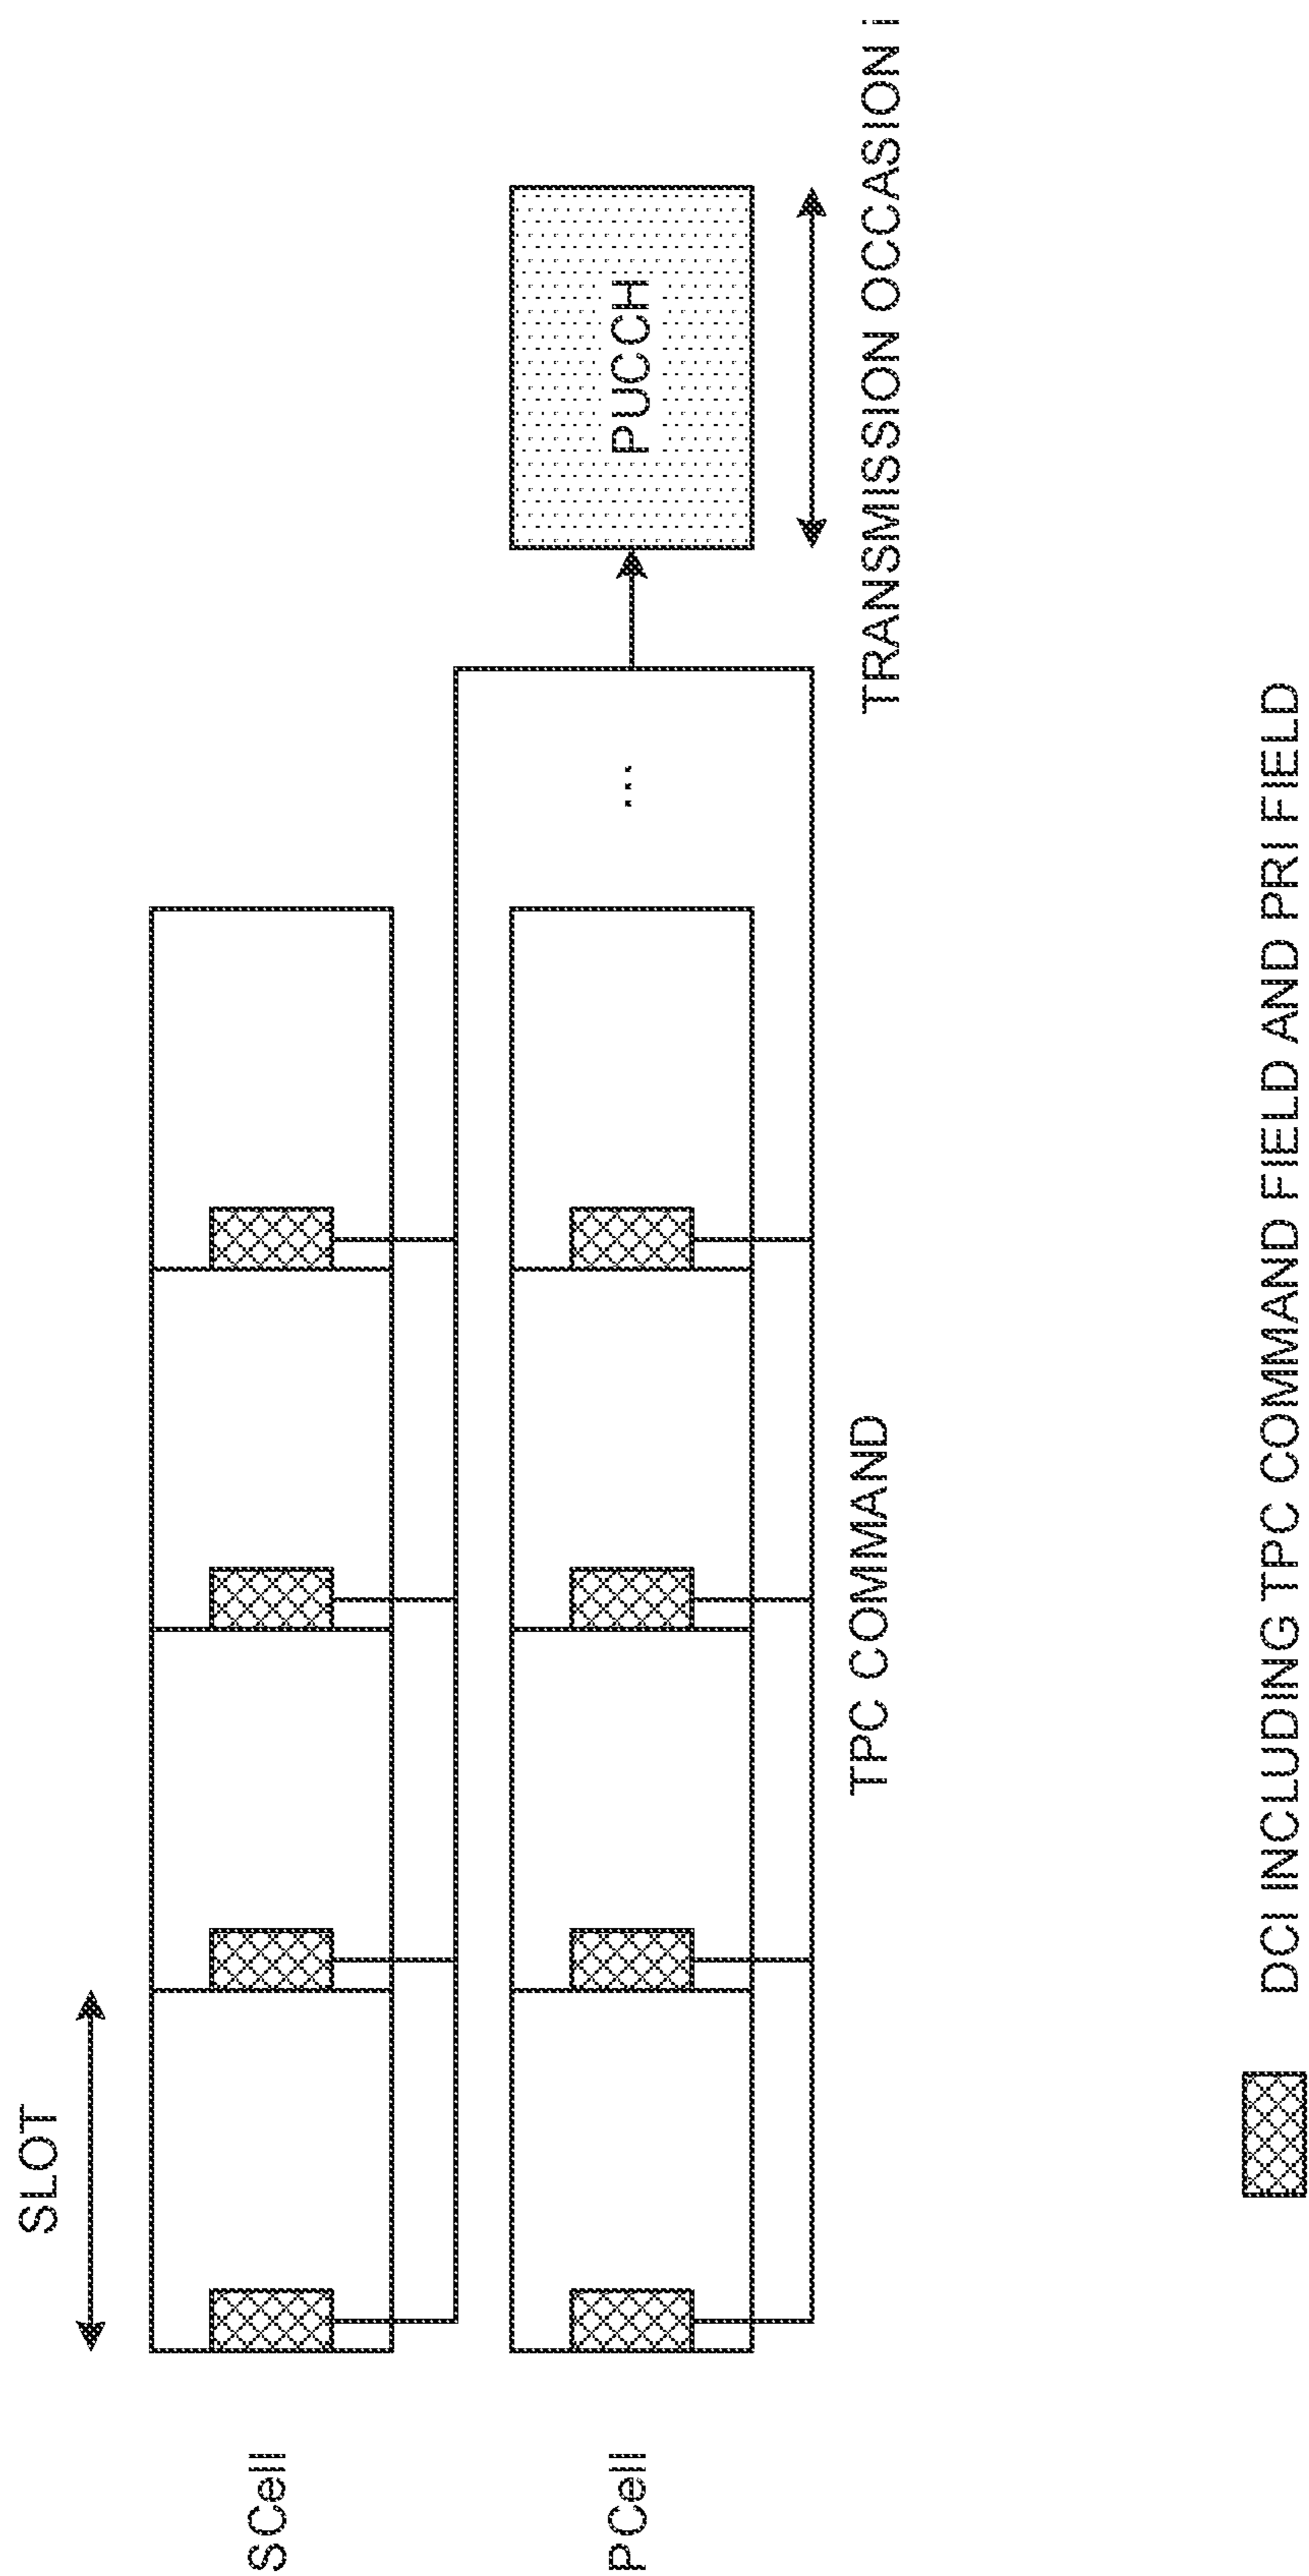 SLOT
SCell
PCell
...
PUCCH
TPC COMMAND
TRANSMISSION OCCASION i
DCI INCLUDING TPC COMMAND FIELD AND PRI FIELD